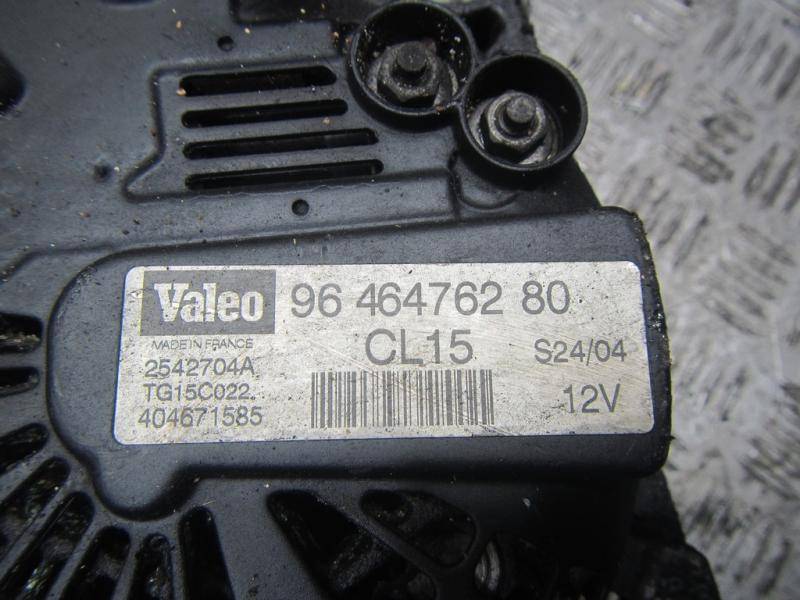 Valeo 96 464762 80
MADE IN FRANCE CL15 S24/04
2542704A
TG15C022 12V
404671585